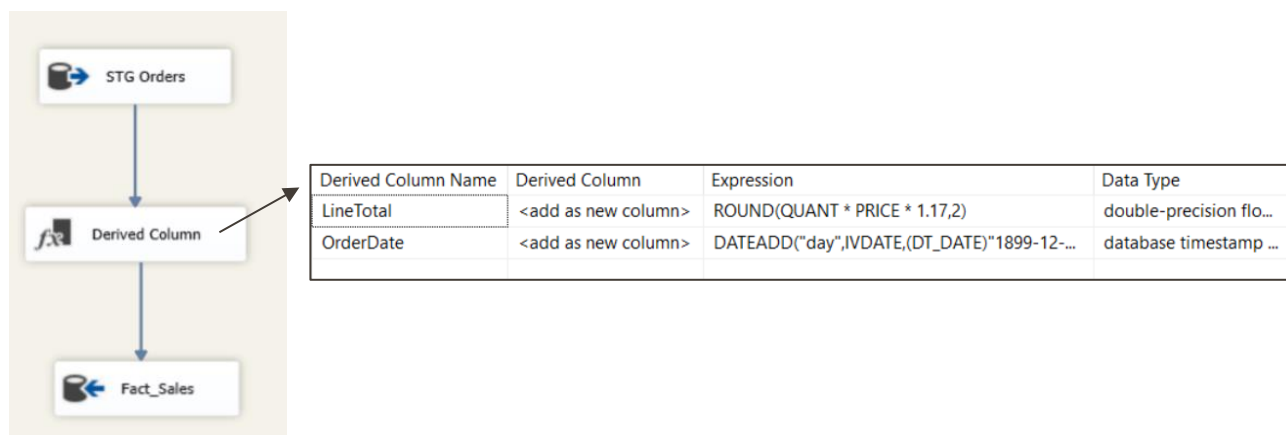 STG Orders
Derived Column
Fact_Sales
Derived Column Name Derived Column Expression Data Type
LineTotal <add as new column> ROUND(QUANT * PRICE * 1.17,2) double-precision flo...
OrderDate <add as new column> DATEADD("day",IVDATE,(DT_DATE)"1899-12-... database timestamp ...